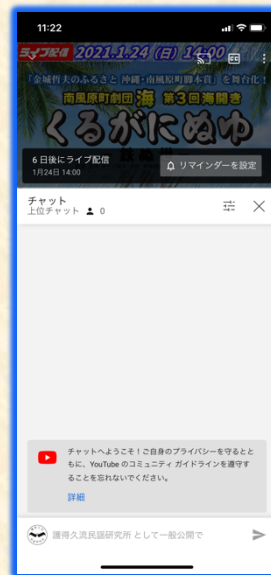 11:22
ライブ配信 2021.1.24 (日) 14:00
「金城哲夫のふるさと 沖縄・南風原町脚本賞」を舞台化!
南風原町劇団 海 第3回海開き
くるがにぬゆ
6 日後にライブ配信
1月24日 14:00
リマインダーを設定
チャット
上位チャット 0
チャットへようこそ!ご自身のプライバシーを守るとと
もに、YouTube のコミュニティ ガイドラインを遵守す
ることを忘れないでください。
詳細
護得久流民謡研究所 として一般公開で